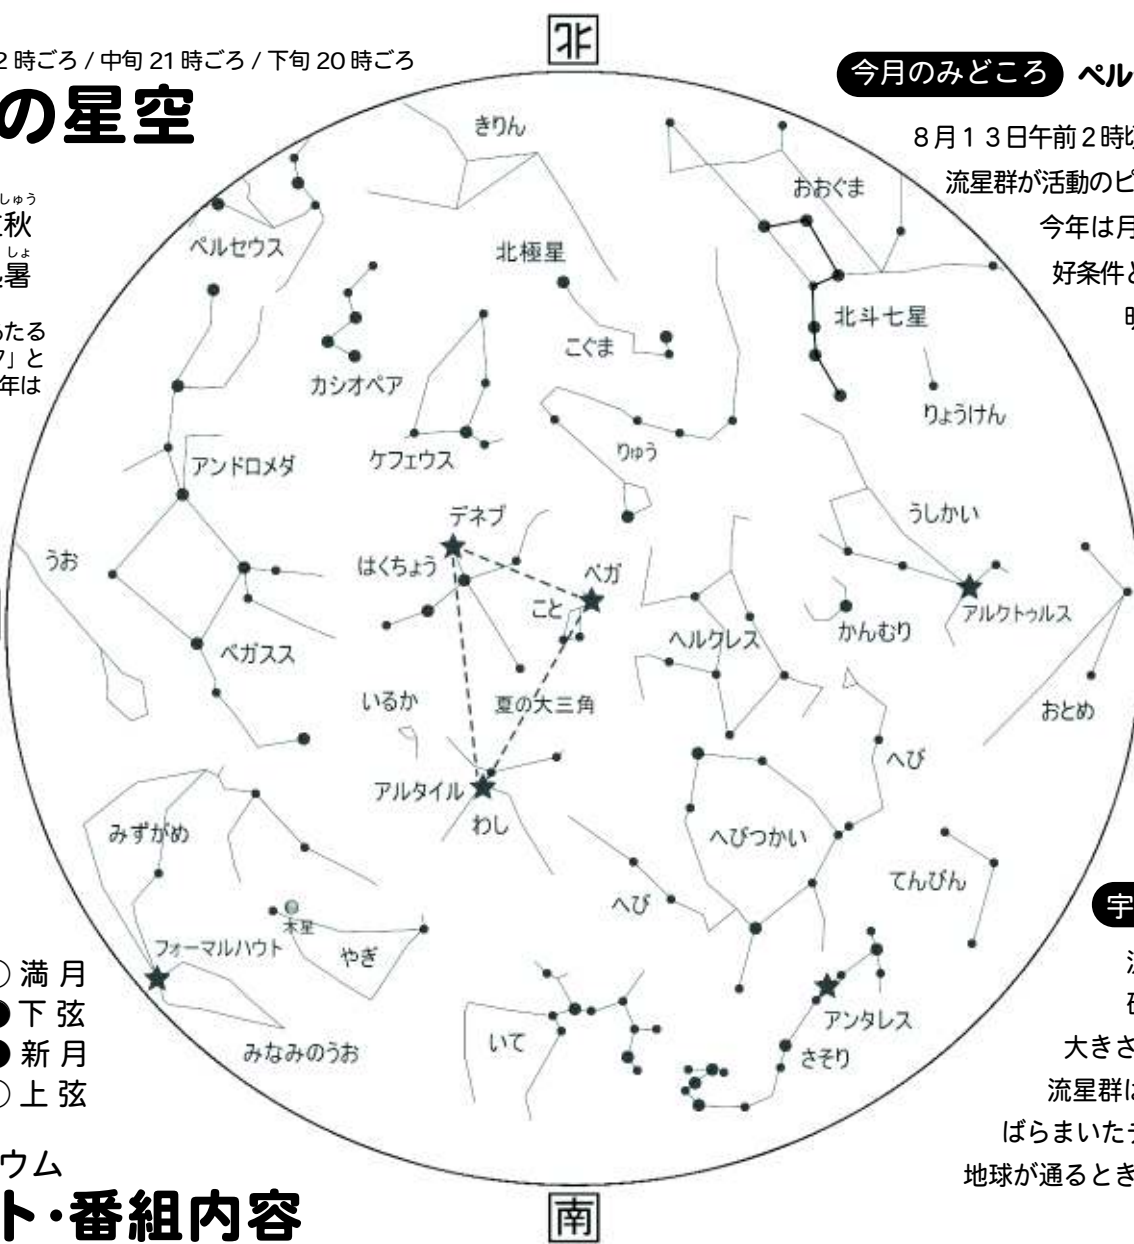 北
2時ごろ / 中旬 21 時ごろ / 下旬 20 時ごろ
の星空
しゅう
秋
しょ
暑
たる
」と
年は
今月のみどころ ペル
8月13日午前2時
流星群が活動のピ
今年は月
好条件
きりん
おおぐま
ペルセウス
北極星
北斗七星
こぐま
カシオペア
りょうけん
ケフェウス
りゅう
アンドロメダ
うしかい
デネブ
うお
はくちょう
ベガ
こと
アルクトゥルス
かんむり
ヘルクレス
ペガスス
いるか
夏の大三角
おとめ
へび
アルタイル
わし
みずがめ
へびつかい
てんびん
へび
木星
フォーマルハウト
やぎ
アンタレス
いて
さそり
みなみのうお
満月
下弦
新月
上弦
宇
大きさ
流星群は
ばらまいた
地球が通るとき
ウム
ト・番組内容
南